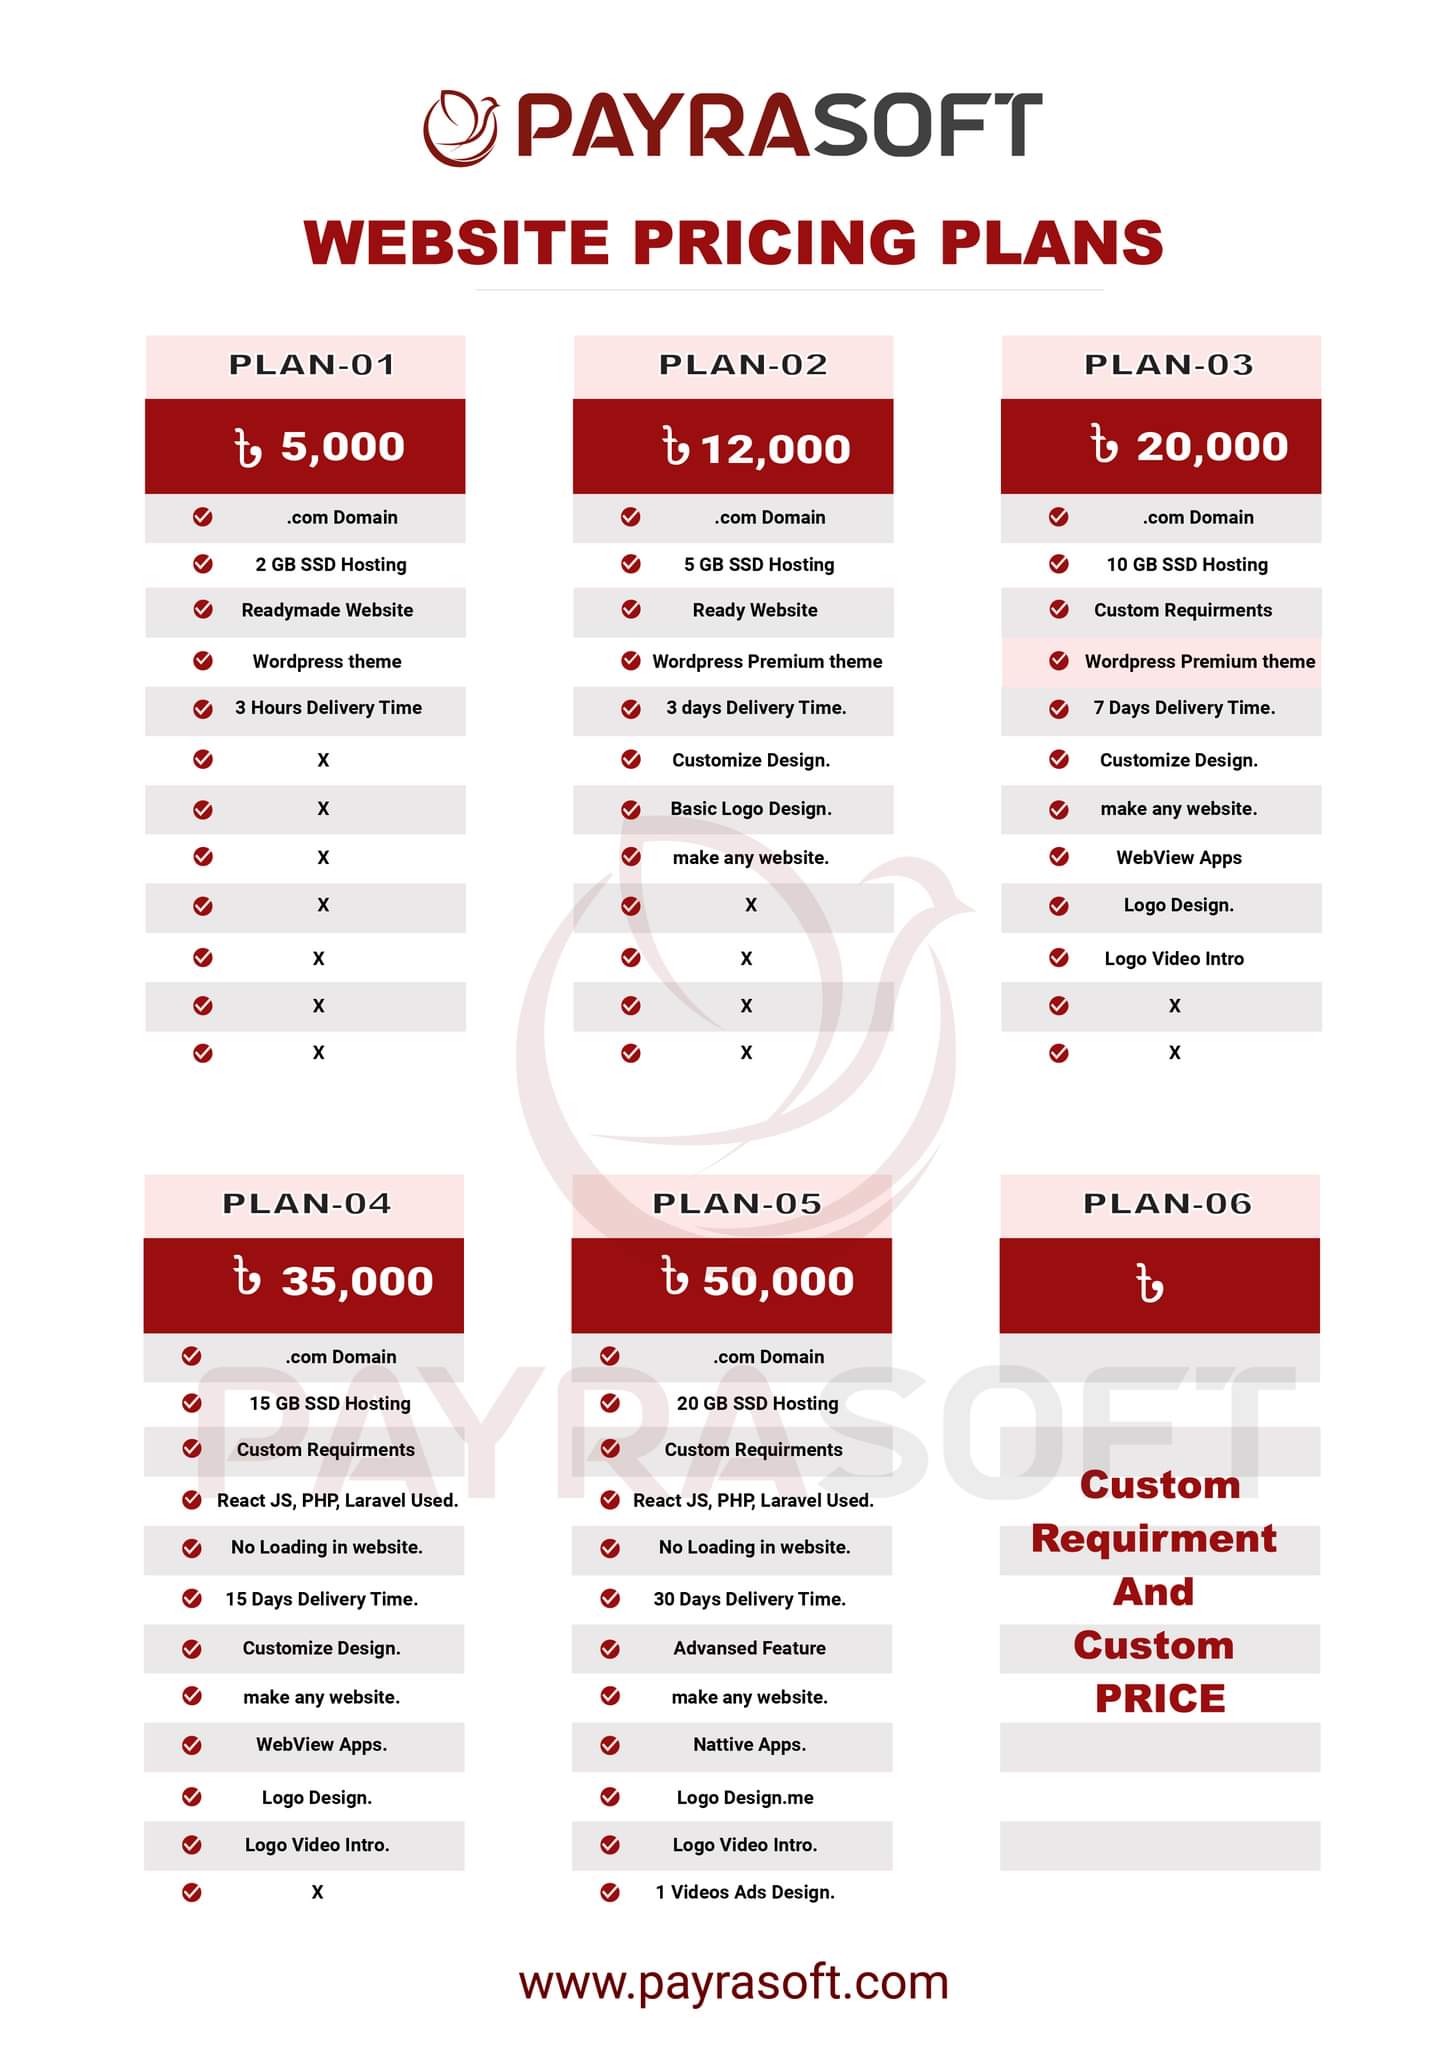 PAYRASOFT
WEBSITE PRICING PLANS
PLAN-01
৳ 5,000
.com Domain
2 GB SSD Hosting
Readymade Website
Wordpress theme
3 Hours Delivery Time
X
X
X
X
X
X
X
PLAN-02
৳ 12,000
.com Domain
5 GB SSD Hosting
Ready Website
Wordpress Premium theme
3 days Delivery Time.
Customize Design.
Basic Logo Design.
make any website.
X
X
X
X
PLAN-03
৳ 20,000
.com Domain
10 GB SSD Hosting
Custom Requirments
Wordpress Premium theme
7 Days Delivery Time.
Customize Design.
make any website.
WebView Apps
Logo Design.
Logo Video Intro
X
X
PLAN-04
৳ 35,000
.com Domain
15 GB SSD Hosting
Custom Requirments
React JS, PHP, Laravel Used.
No Loading in website.
15 Days Delivery Time.
Customize Design.
make any website.
WebView Apps.
Logo Design.
Logo Video Intro.
X
PLAN-05
৳ 50,000
.com Domain
20 GB SSD Hosting
Custom Requirments
React JS, PHP, Laravel Used.
No Loading in website.
30 Days Delivery Time.
Advansed Feature
make any website.
Nattive Apps.
Logo Design.me
Logo Video Intro.
1 Videos Ads Design.
PLAN-06
৳
Custom
Requirment
And
Custom
PRICE
PAYRASOFT
www.payrasoft.com